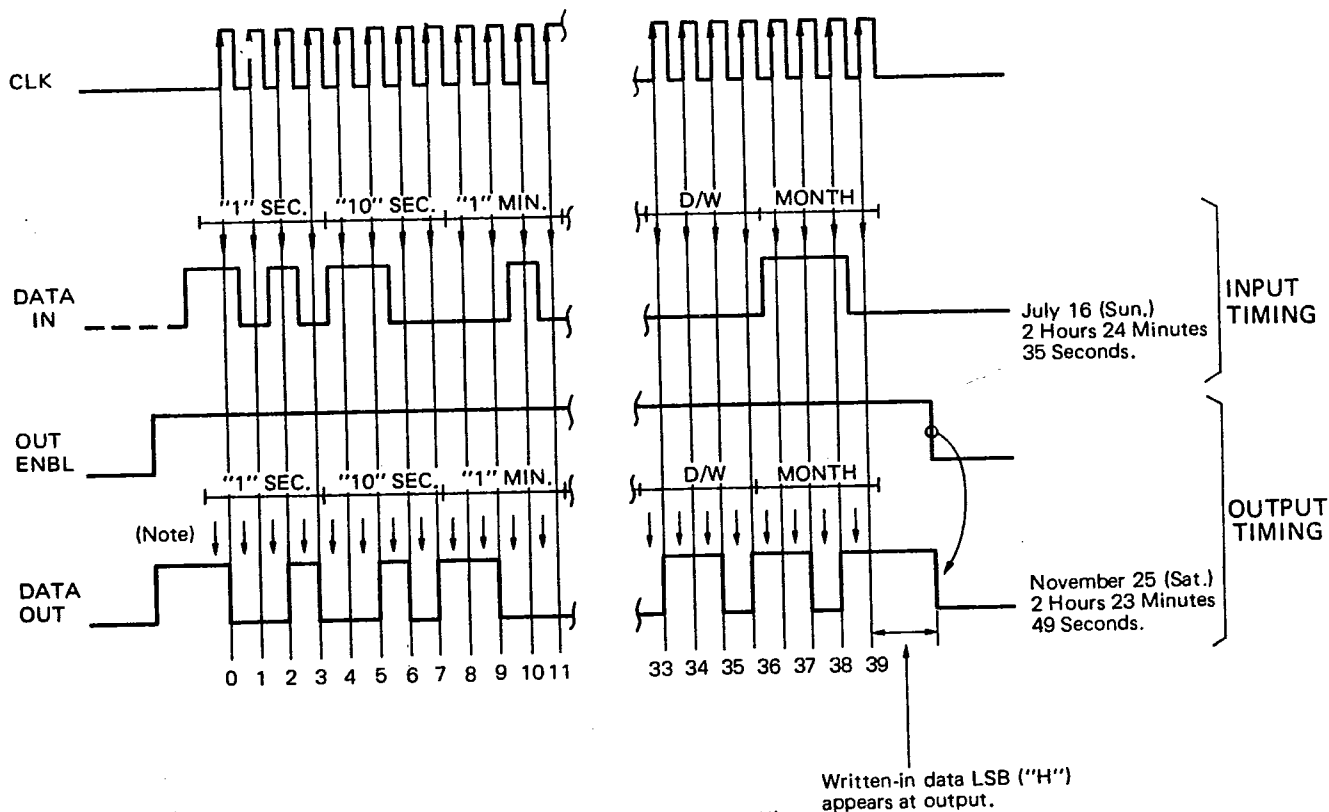 CLK
"1" SEC. "10" SEC. "1" MIN. D/W MONTH
DATA
IN
July 16 (Sun.)
2 Hours 24 Minutes
35 Seconds.
INPUT
TIMING
OUT
ENBL
"1" SEC. "10" SEC. "1" MIN. D/W MONTH
(Note)
DATA
OUT
November 25 (Sat.)
2 Hours 23 Minutes
49 Seconds.
OUTPUT
TIMING
0 1 2 3 4 5 6 7 8 9 10 11 33 34 35 36 37 38 39
Written-in data LSB ("H")
appears at output.